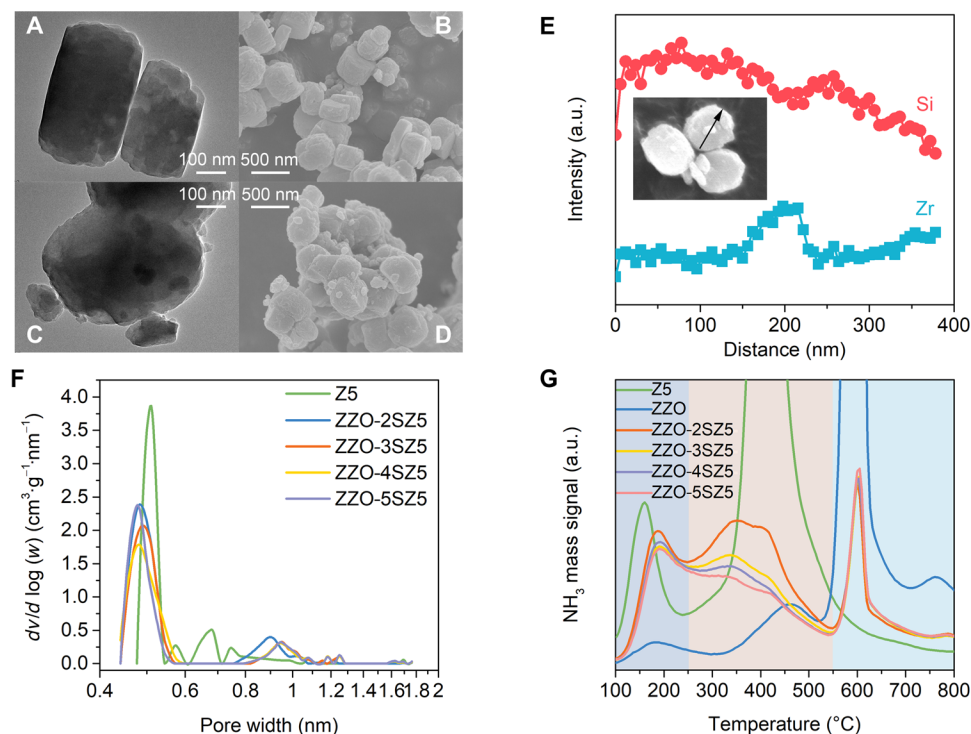 A
B
100 nm
500 nm
100 nm
500 nm
C
D
E
Intensity (a.u.)
Si
Zr
0
100
200
300
400
Distance (nm)
F
dv/d log (w) (cm³·g⁻¹·nm⁻¹)
4.0
3.5
3.0
2.5
2.0
1.5
1.0
0.5
0.0
Z5
ZZO-2SZ5
ZZO-3SZ5
ZZO-4SZ5
ZZO-5SZ5
0.4
0.6
0.8
1
1.2
1.4
1.6
1.8
2
Pore width (nm)
G
NH₃ mass signal (a.u.)
Z5
ZZO
ZZO-2SZ5
ZZO-3SZ5
ZZO-4SZ5
ZZO-5SZ5
100
200
300
400
500
600
700
800
Temperature (°C)